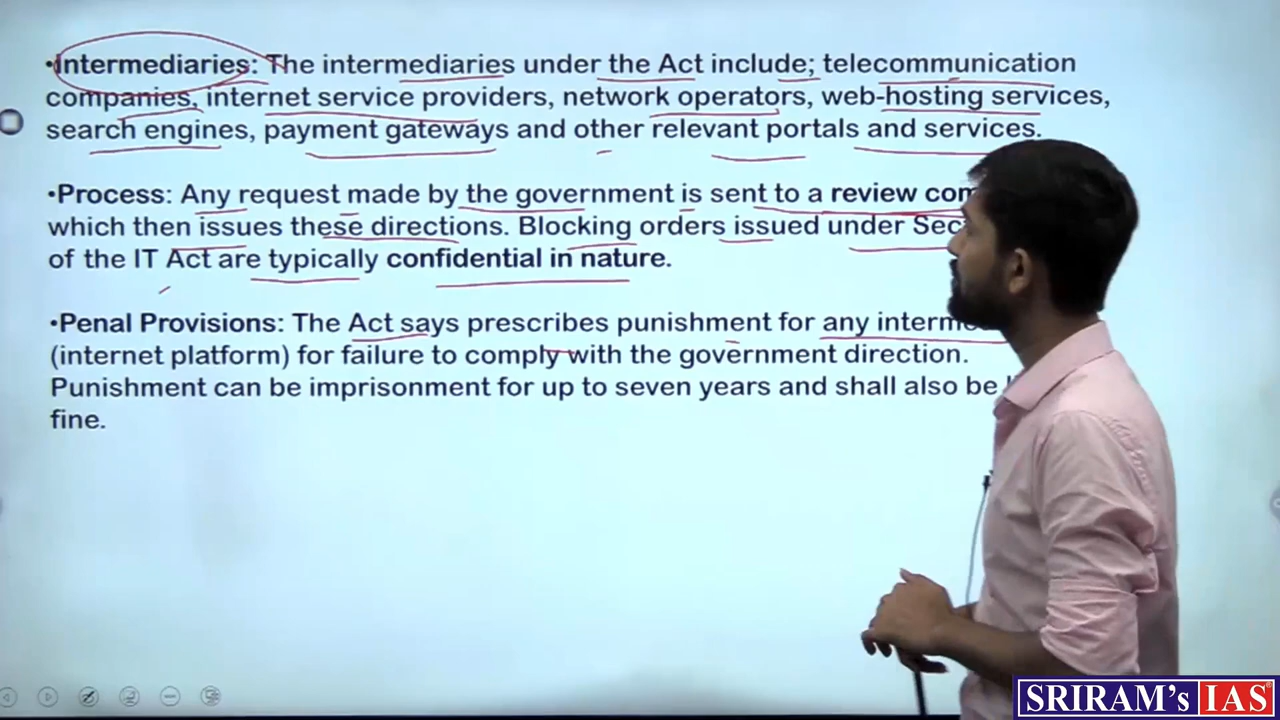 •Intermediaries: The intermediaries under the Act include; telecommunication
companies, internet service providers, network operators, web-hosting services,
search engines, payment gateways and other relevant portals and services.
•Process: Any request made by the government is sent to a review
which then issues these directions. Blocking orders issued under
of the IT Act are typically confidential in nature.
•Penal Provisions: The Act says prescribes punishment for any
(internet platform) for failure to comply with the government direction.
Punishment can be imprisonment for up to seven years and shall also be
fine.
SRIRAM's IAS